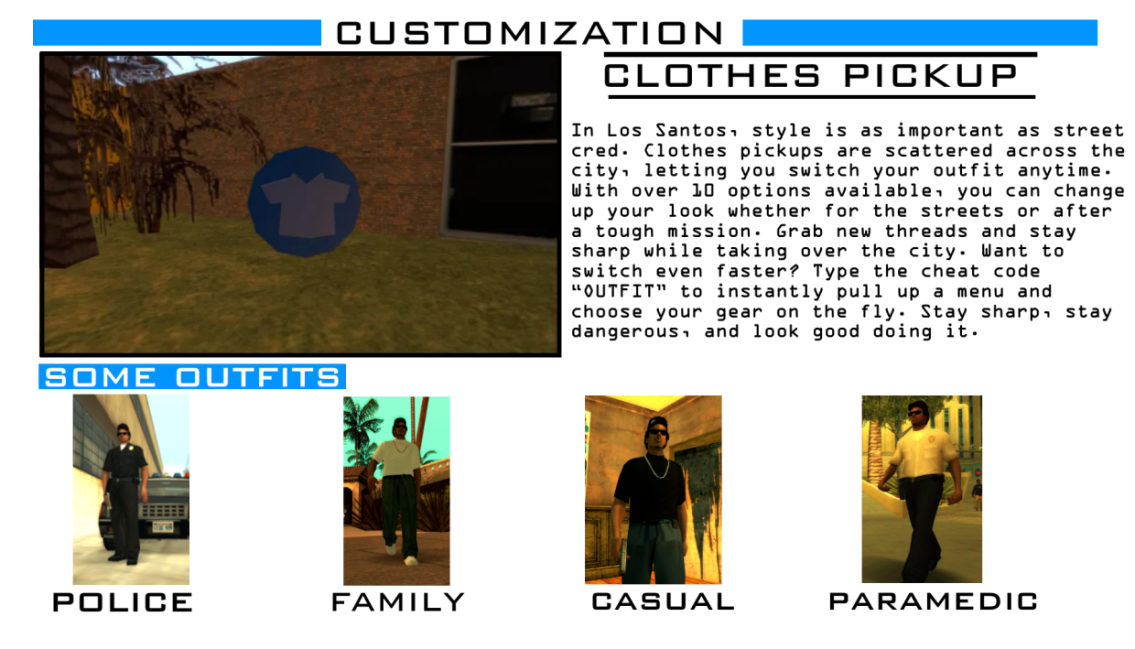 CUSTOMIZATION
CLOTHES PICKUP
In Los Santos, style is as important as street
cred. Clothes pickups are scattered across the
city, letting you switch your outfit anytime.
With over 10 options available, you can change
up your look whether for the streets or after
a tough mission. Grab new threads and stay
sharp while taking over the city. Want to
switch even faster? Type the cheat code
“OUTFIT” to instantly pull up a menu and
choose your gear on the fly. Stay sharp, stay
dangerous, and look good doing it.
SOME OUTFITS
POLICE
FAMILY
CASUAL
PARAMEDIC